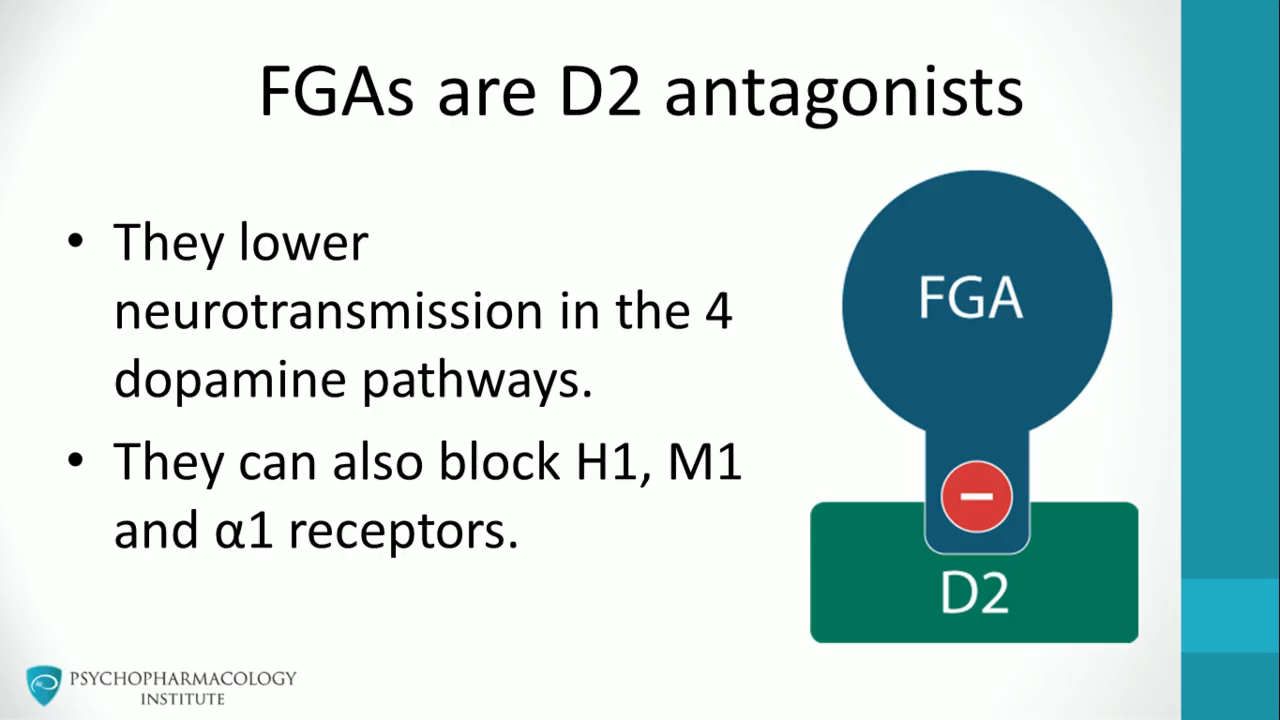 FGAs are D2 antagonists
• They lower
neurotransmission in the 4
dopamine pathways.
• They can also block H1, M1
and α1 receptors.
FGA
D2
PSYCHOPHARMACOLOGY
INSTITUTE